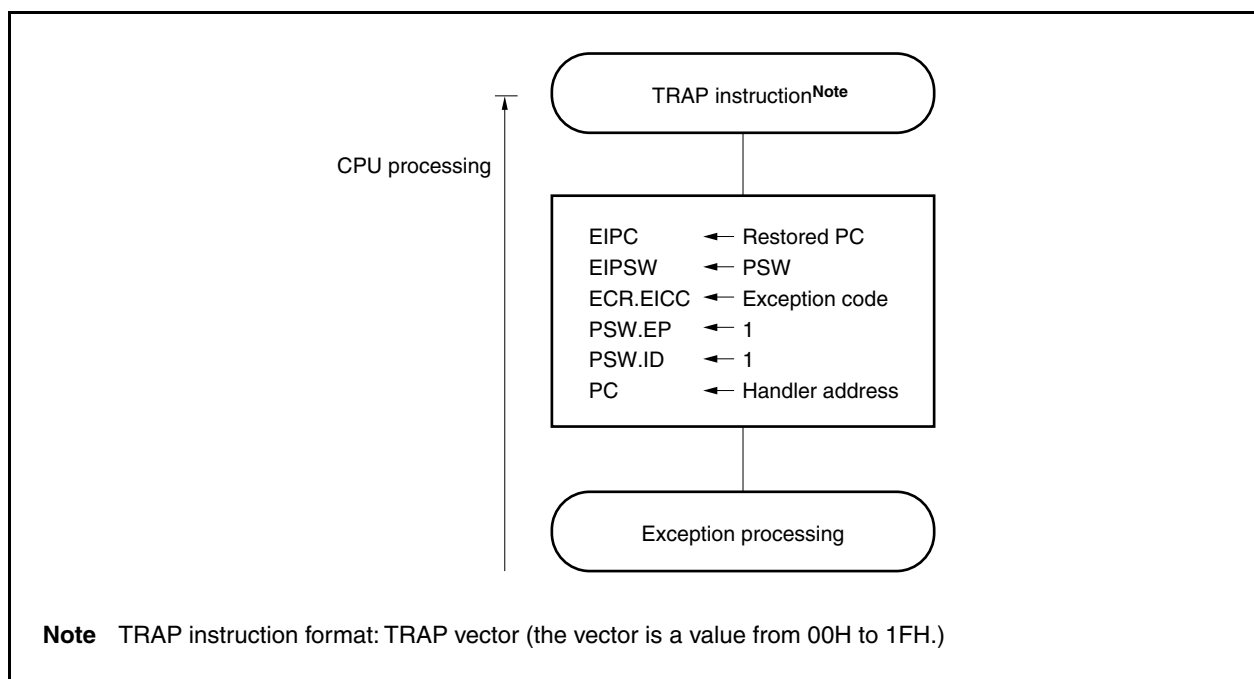 TRAP instructionNote
CPU processing
EIPC ← Restored PC
EIPSW ← PSW
ECR.EICC ← Exception code
PSW.EP ← 1
PSW.ID ← 1
PC ← Handler address
Exception processing
Note TRAP instruction format: TRAP vector (the vector is a value from 00H to 1FH.)